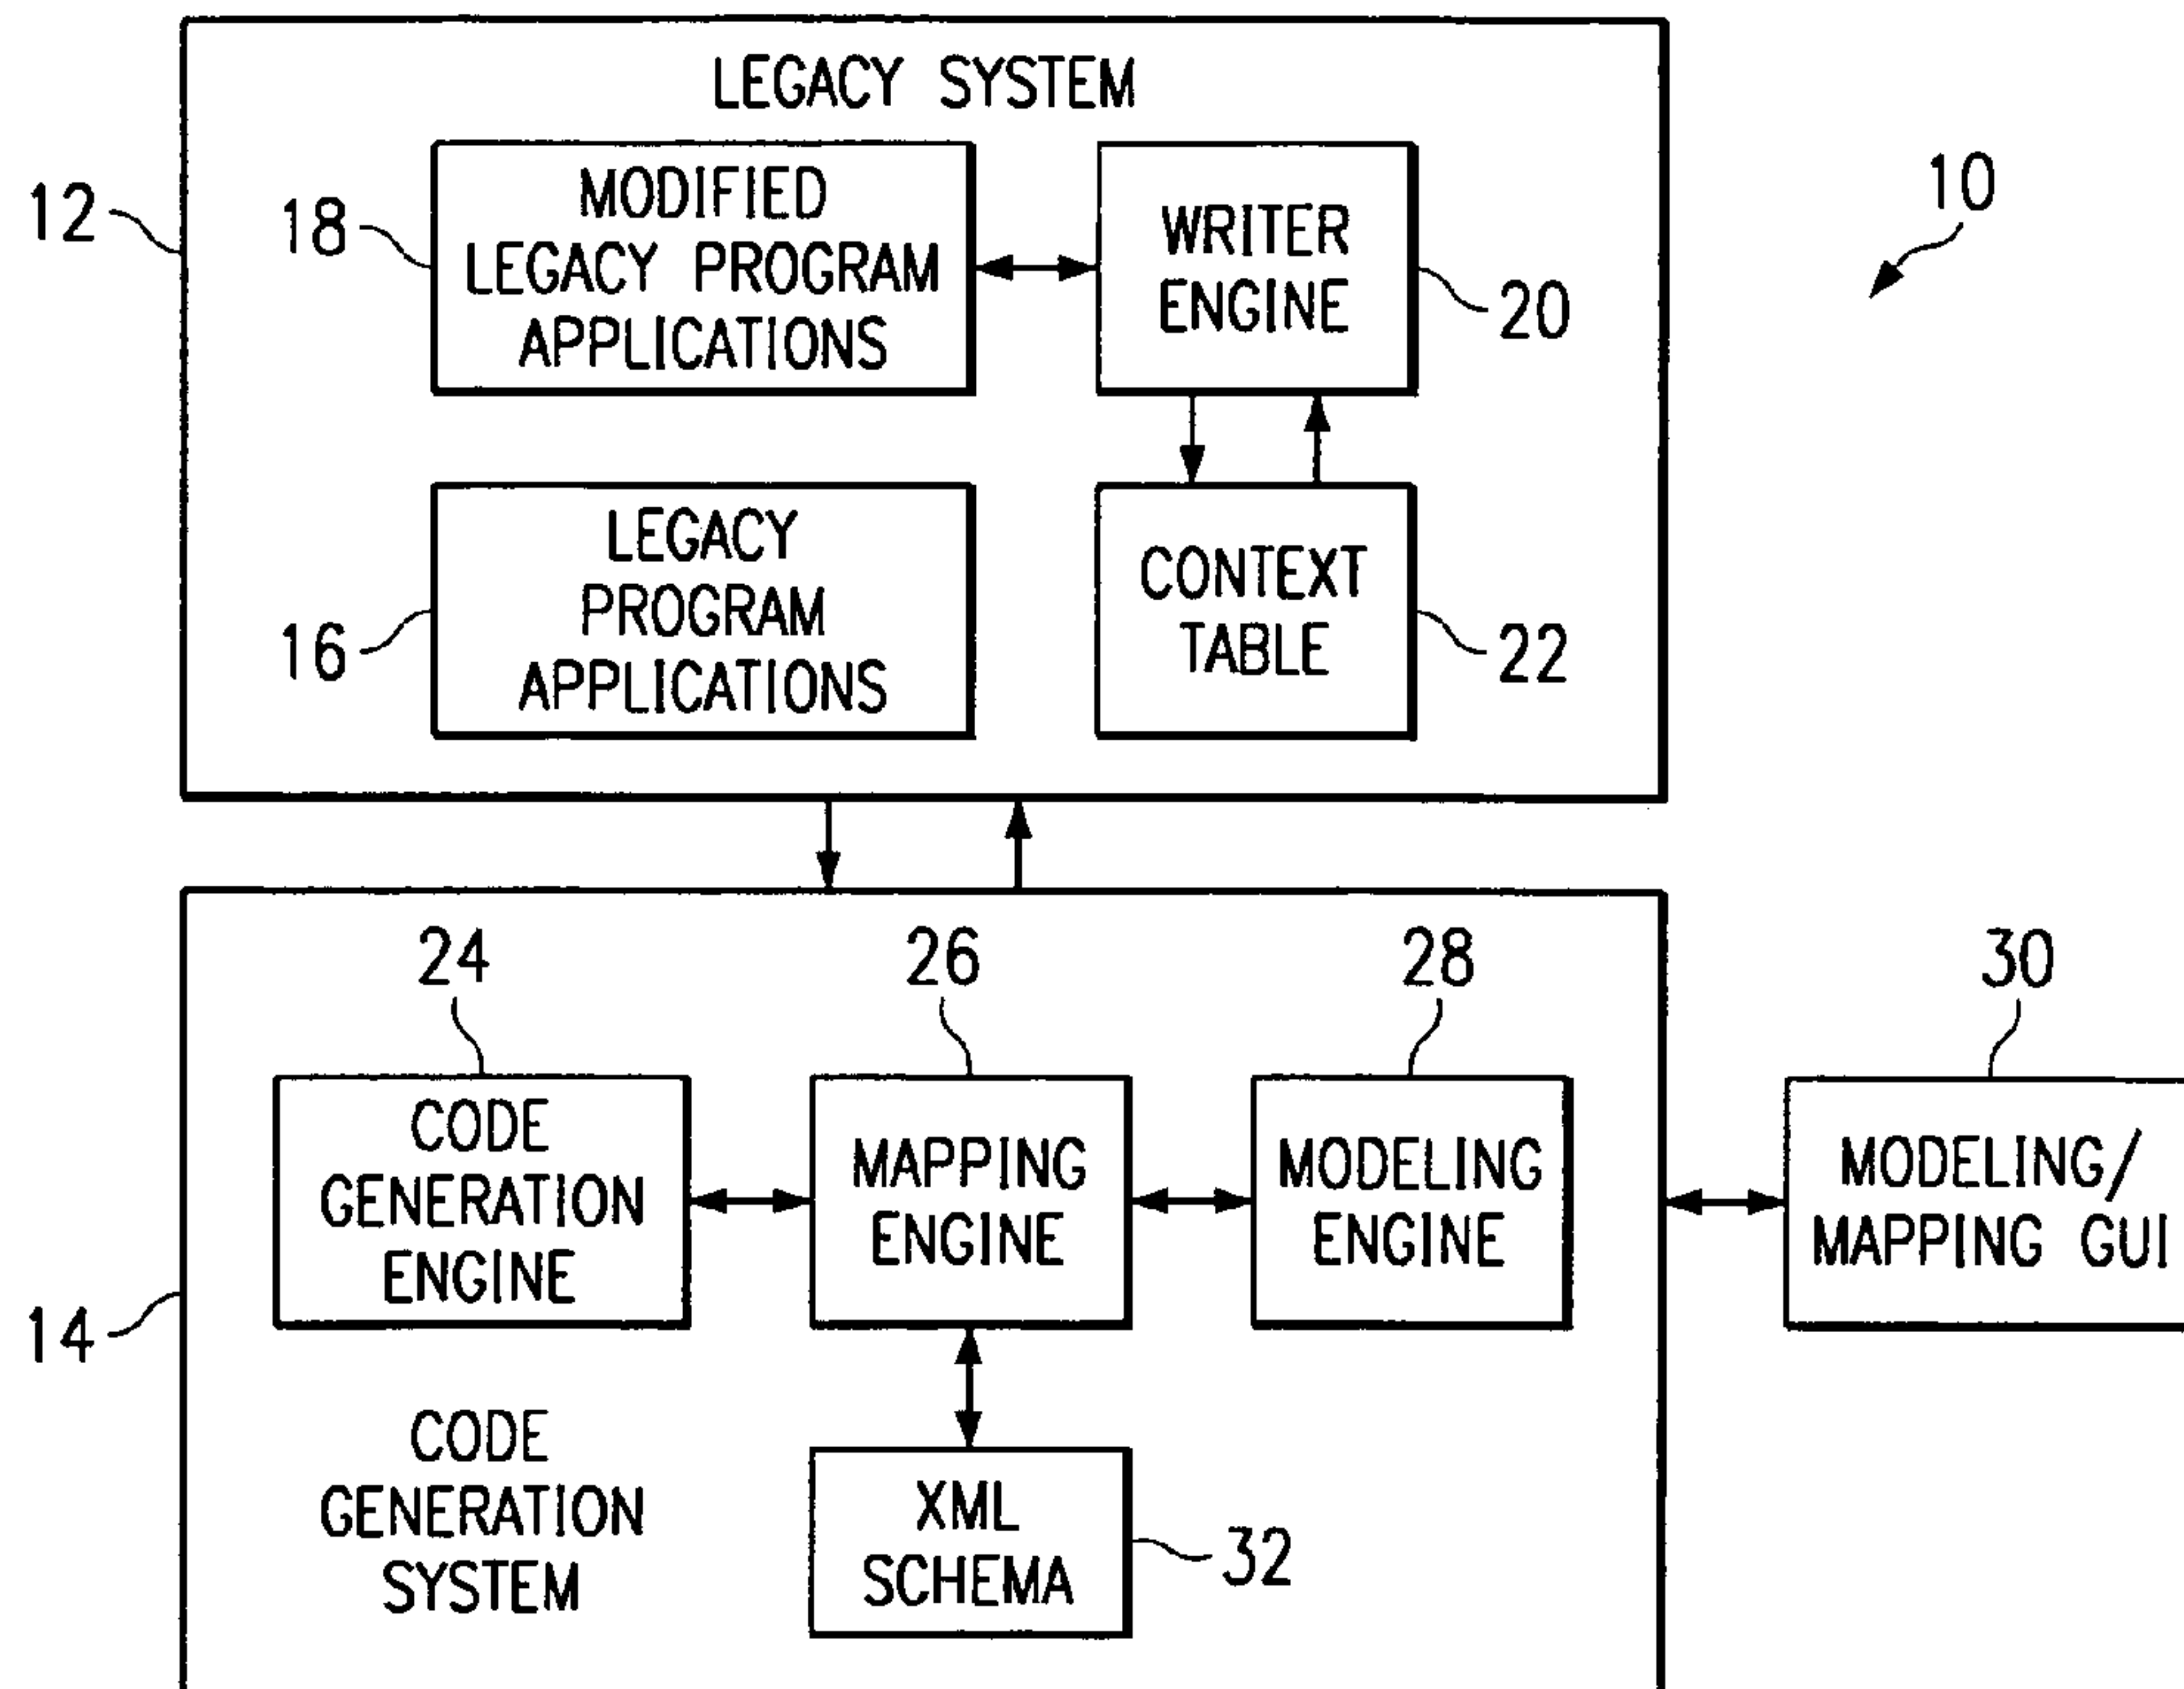 LEGACY SYSTEM
10
12
18
MODIFIED
LEGACY PROGRAM
APPLICATIONS
WRITER
ENGINE
20
16
LEGACY
PROGRAM
APPLICATIONS
CONTEXT
TABLE
22
24
26
28
30
CODE
GENERATION
ENGINE
MAPPING
ENGINE
MODELING
ENGINE
MODELING/
MAPPING GUI
14
CODE
GENERATION
SYSTEM
XML
SCHEMA
32